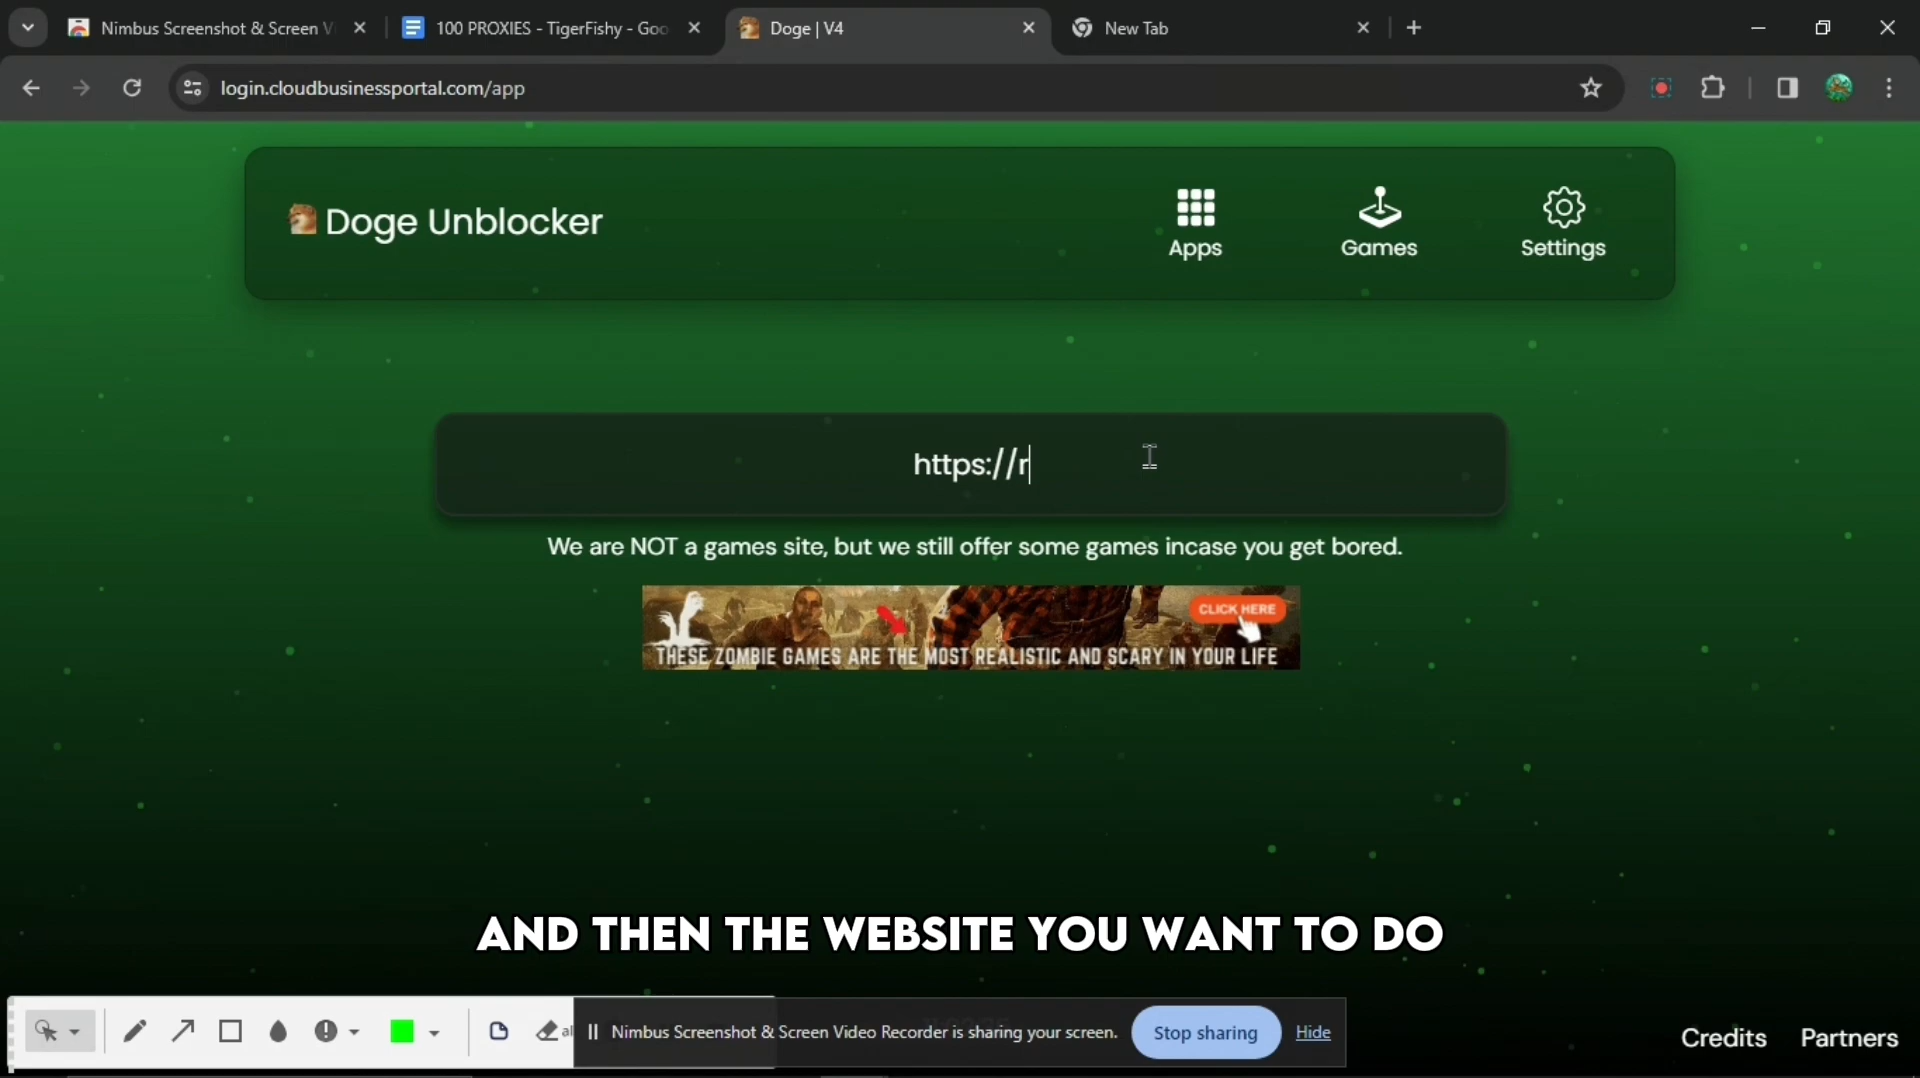 Nimbus Screenshot & Screen V
100 PROXIES - TigerFishy - Goo
Doge | V4
New Tab
login.cloudbusinessportal.com/app
Doge Unblocker
Apps
Games
Settings
https://r
We are NOT a games site, but we still offer some games incase you get bored.
CLICK HERE
THESE ZOMBIE GAMES ARE THE MOST REALISTIC AND SCARY IN YOUR LIFE
AND THEN THE WEBSITE YOU WANT TO DO
al
Nimbus Screenshot & Screen Video Recorder is sharing your screen.
Stop sharing
Hide
Credits
Partners